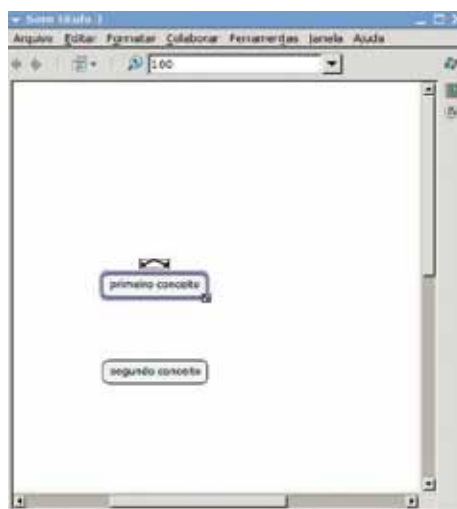 Sem título 1
Arquivo Editar Formatar Colaborar Ferramentas Janela Ajuda
100
primeiro conceito
segundo conceito